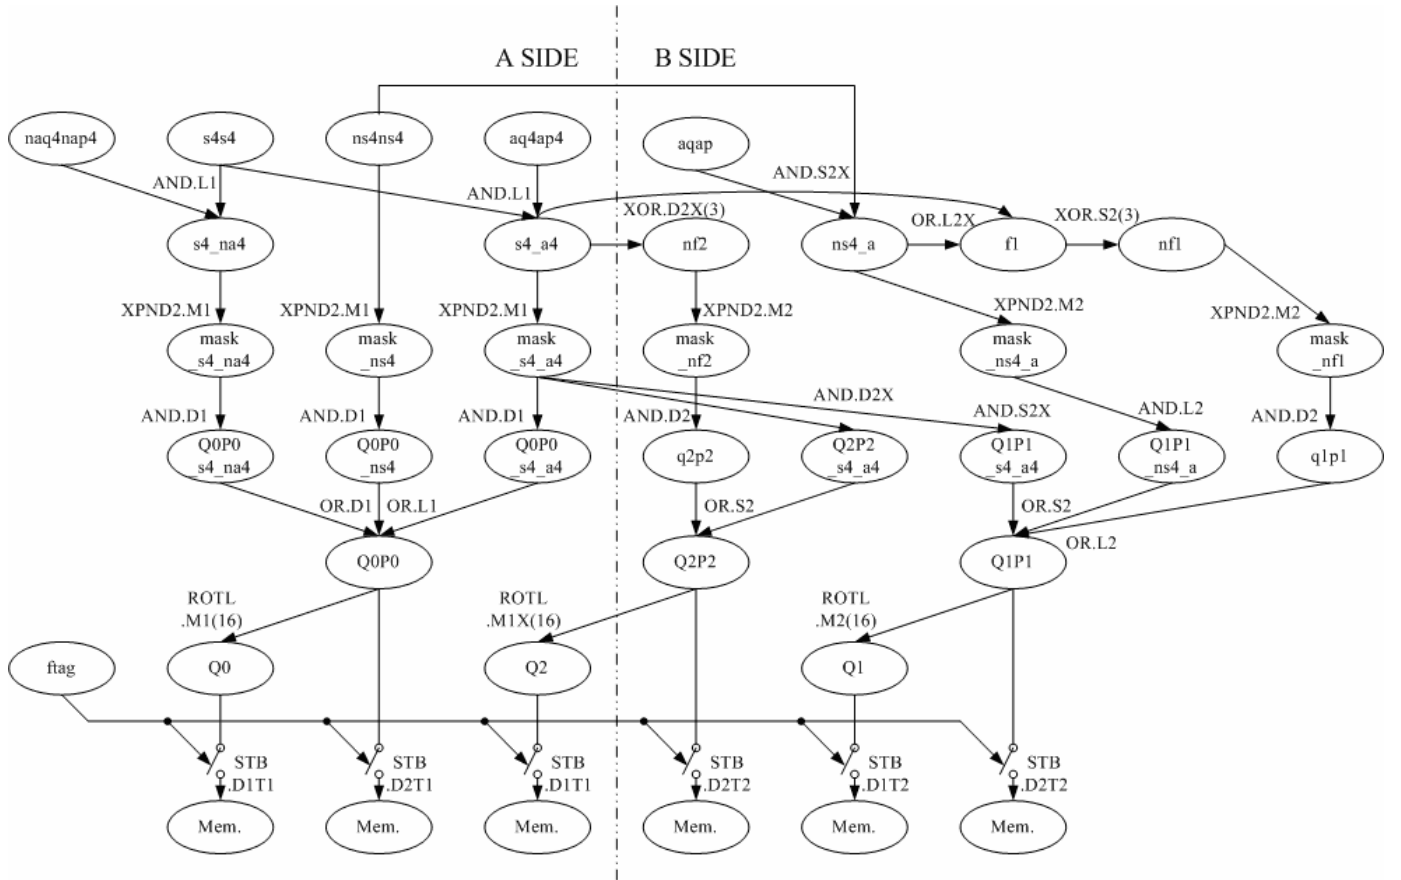 A SIDE
B SIDE
naq4nap4
s4s4
ns4ns4
aq4ap4
aqap
AND.S2X
AND.L1
AND.L1
XOR.D2X(3)
OR.L2X
XOR.S2(3)
s4_na4
s4_a4
nf2
ns4_a
f1
nf1
XPND2.M1
XPND2.M1
XPND2.M1
XPND2.M2
XPND2.M2
XPND2.M2
mask
_s4_na4
mask
_ns4
mask
_s4_a4
mask
_nf2
mask
_ns4_a
mask
_nf1
AND.D2X
AND.D1
AND.D1
AND.D1
AND.D2
AND.S2X
AND.L2
AND.D2
Q0P0
_s4_na4
Q0P0
_ns4
Q0P0
_s4_a4
q2p2
Q2P2
_s4_a4
Q1P1
_s4_a4
Q1P1
_ns4_a
q1p1
OR.D1
OR.L1
OR.S2
OR.S2
OR.L2
Q0P0
Q2P2
Q1P1
ROTL
.M1(16)
ROTL
.M1X(16)
ROTL
.M2(16)
ftag
Q0
Q2
Q1
STB
.D1T1
STB
.D2T1
STB
.D1T1
STB
.D2T2
STB
.D1T2
STB
.D2T2
Mem.
Mem.
Mem.
Mem.
Mem.
Mem.